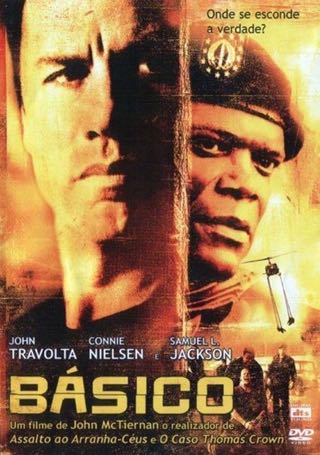 Onde se esconde
a verdade?
JOHN CONNIE SAMUEL L.
TRAVOLTA NIELSEN E JACKSON
BÁSICO
Um filme de John McTiernan o realizador de
Assalto ao Arranha-Céus e O Caso Thomas Crown
dts
DVD